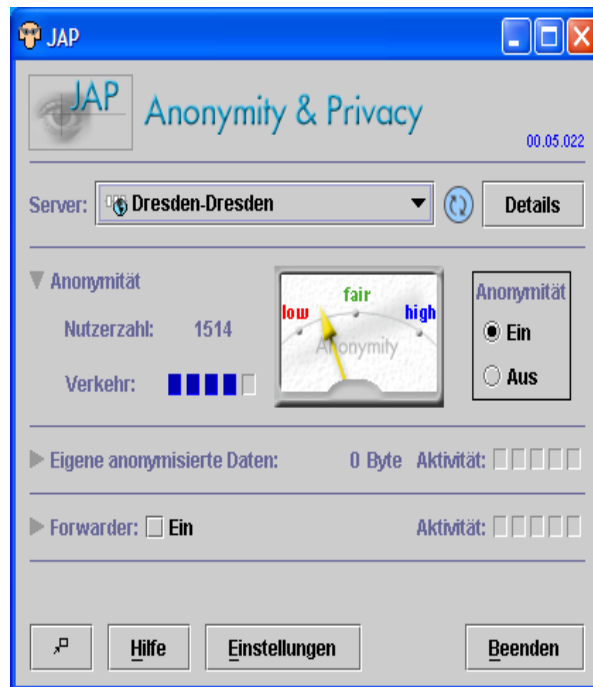 JAP
JAP Anonymity & Privacy
00.05.022
Server: Dresden-Dresden Details
Anonymität
Nutzerzahl: 1514
Verkehr:
low fair high
Anonymity
Anonymität
Ein
Aus
Eigene anonymisierte Daten: 0 Byte Aktivität:
Forwarder: Ein Aktivität:
Hilfe Einstellungen Beenden